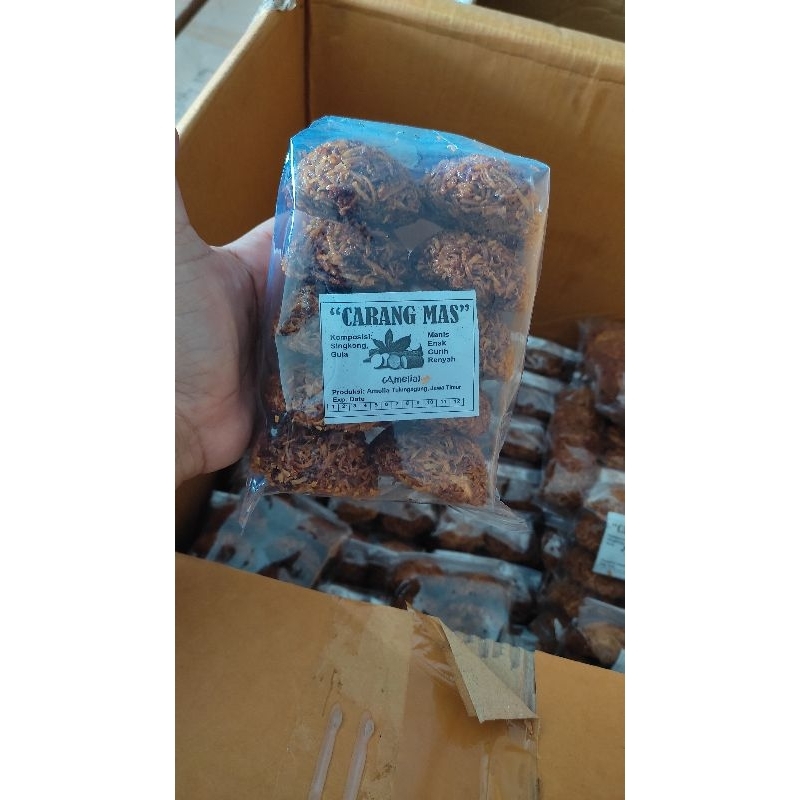 "CARANG MAS"
Komposisi:
Singkong,
Gula
Manis
Enak
Gurih
Renyah
Amelia
Produksi: Amelia Tulungagung, Jawa Timur
Exp. Date
1 2 3 4 5 6 7 8 9 10 11 12